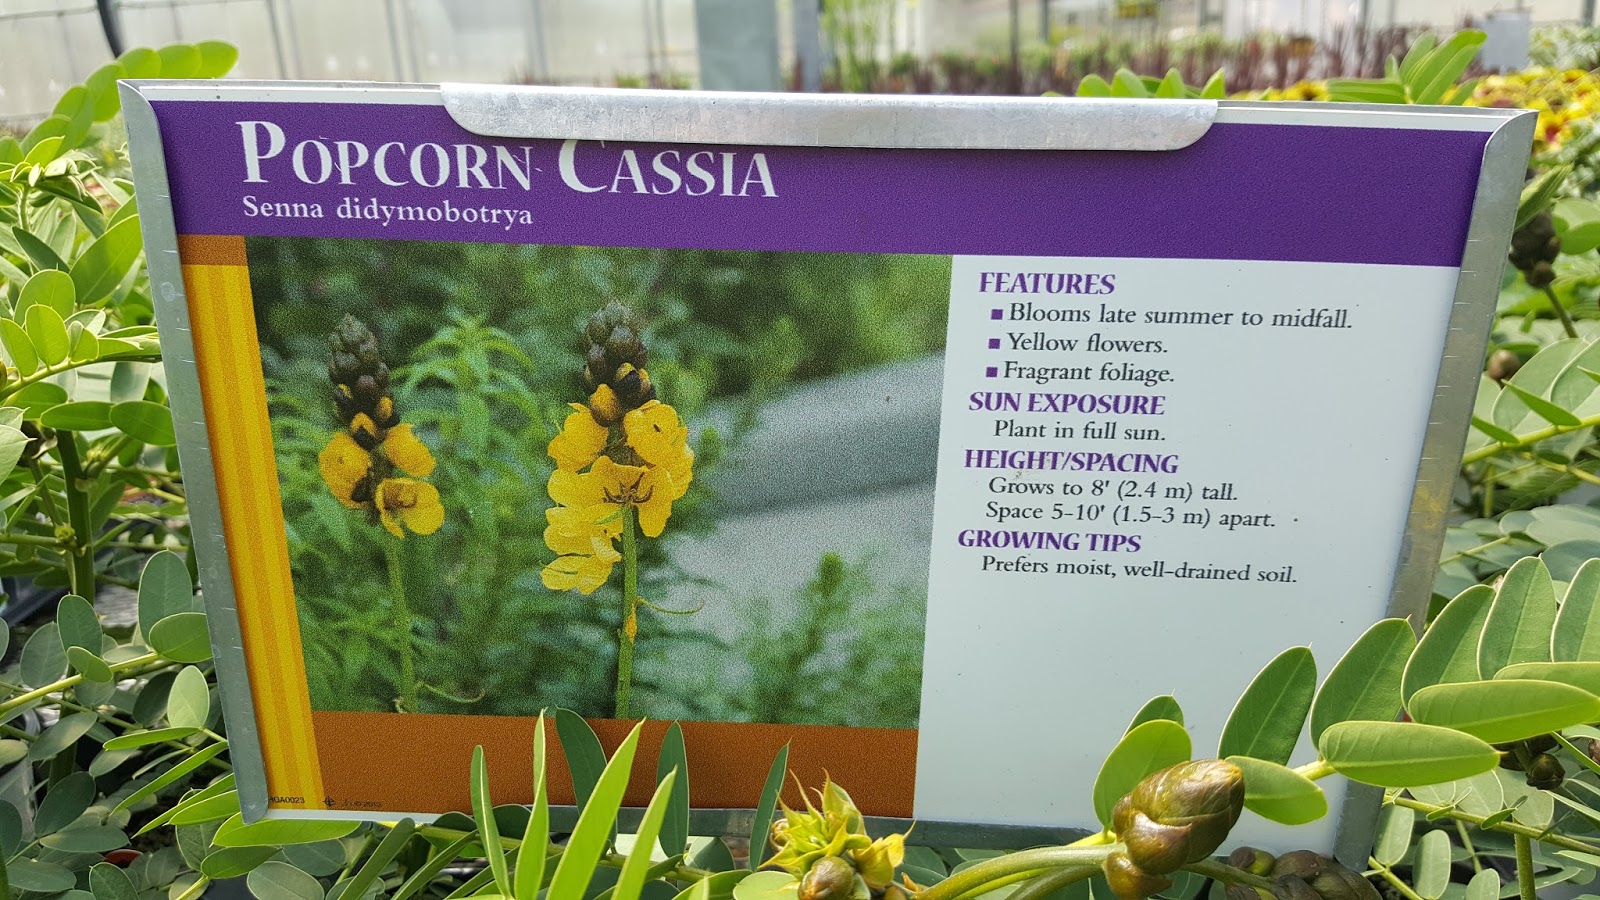 POPCORN CASSIA
Senna didymobotrya
FEATURES
■ Blooms late summer to midfall.
■ Yellow flowers.
■ Fragrant foliage.
SUN EXPOSURE
Plant in full sun.
HEIGHT/SPACING
Grows to 8' (2.4 m) tall.
Space 5-10' (1.5-3 m) apart.
GROWING TIPS
Prefers moist, well-drained soil.